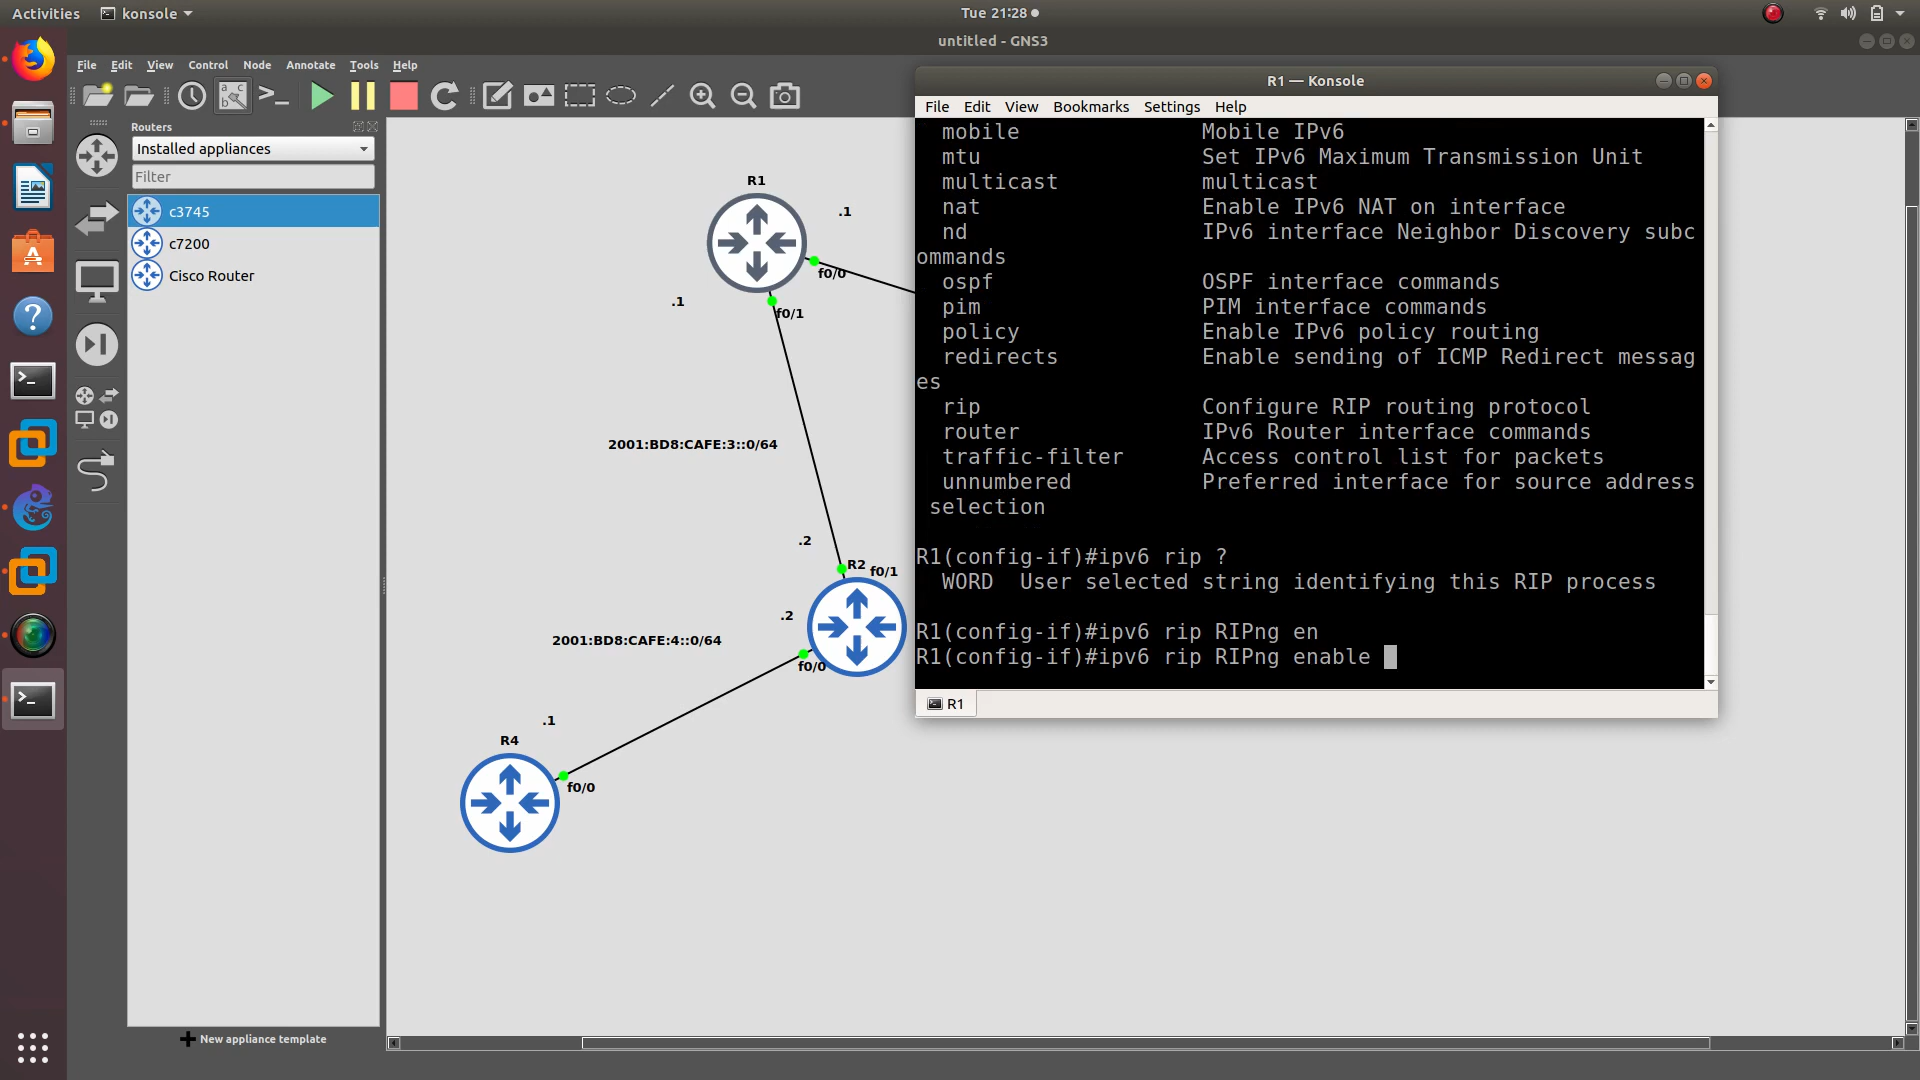 Activities
konsole
Tue 21:28
untitled - GNS3
File Edit View Control Node Annotate Tools Help
Routers
Installed appliances
Filter
c3745
c7200
Cisco Router
New appliance template
R1
.1
f0/0
.1
f0/1
2001:BD8:CAFE:3::0/64
.2
R2
f0/1
.2
2001:BD8:CAFE:4::0/64
f0/0
.1
R4
f0/0
R1 — Konsole
File Edit View Bookmarks Settings Help
mobile Mobile IPv6
mtu Set IPv6 Maximum Transmission Unit
multicast multicast
nat Enable IPv6 NAT on interface
nd IPv6 interface Neighbor Discovery subc
ommands
ospf OSPF interface commands
pim PIM interface commands
policy Enable IPv6 policy routing
redirects Enable sending of ICMP Redirect messag
es
rip Configure RIP routing protocol
router IPv6 Router interface commands
traffic-filter Access control list for packets
unnumbered Preferred interface for source address
selection
R1(config-if)#ipv6 rip ?
WORD User selected string identifying this RIP process
R1(config-if)#ipv6 rip RIPng en
R1(config-if)#ipv6 rip RIPng enable
R1